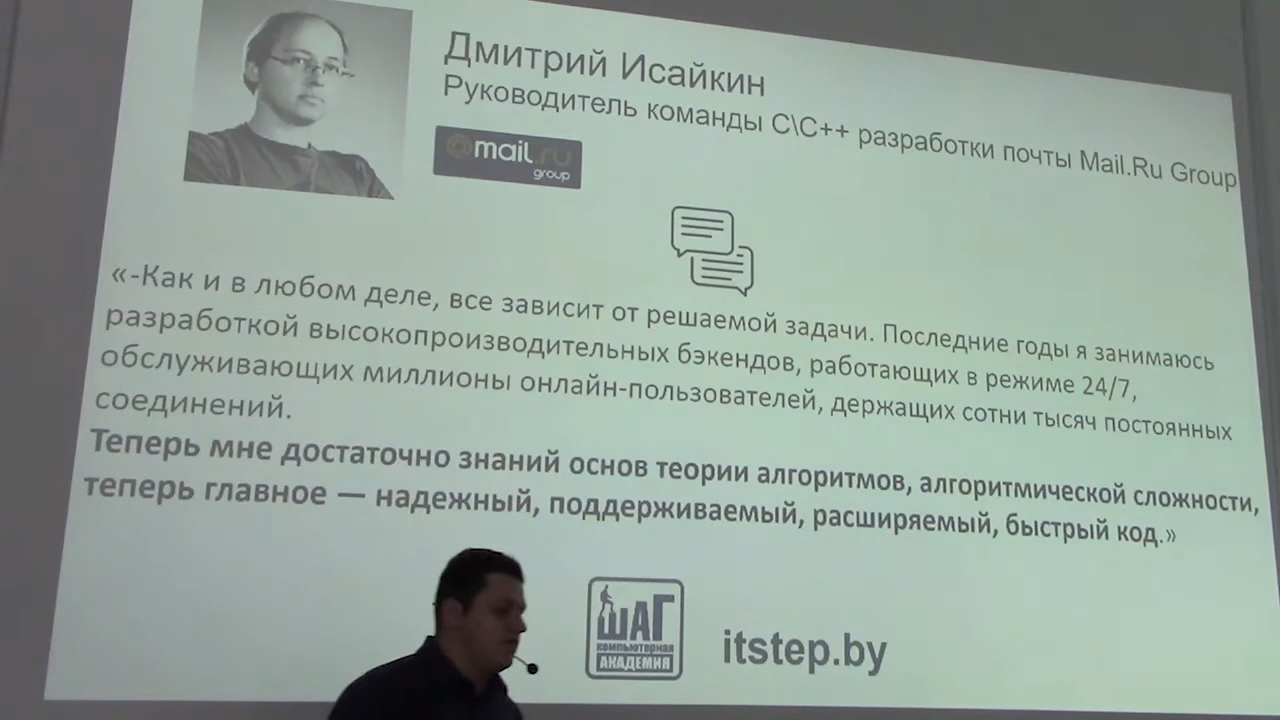 Дмитрий Исайкин
Руководитель команды C\C++ разработки почты Mail.Ru Group
@mail.ru
group
«-Как и в любом деле, все зависит от решаемой задачи. Последние годы я занимаюсь
разработкой высокопроизводительных бэкендов, работающих в режиме 24/7,
обслуживающих миллионы онлайн-пользователей, держащих сотни тысяч постоянных
соединений.
Теперь мне достаточно знаний основ теории алгоритмов, алгоритмической сложности,
теперь главное — надежный, поддерживаемый, расширяемый, быстрый код.»
шАГ
компьютерная
АКАДЕМИЯ
itstep.by